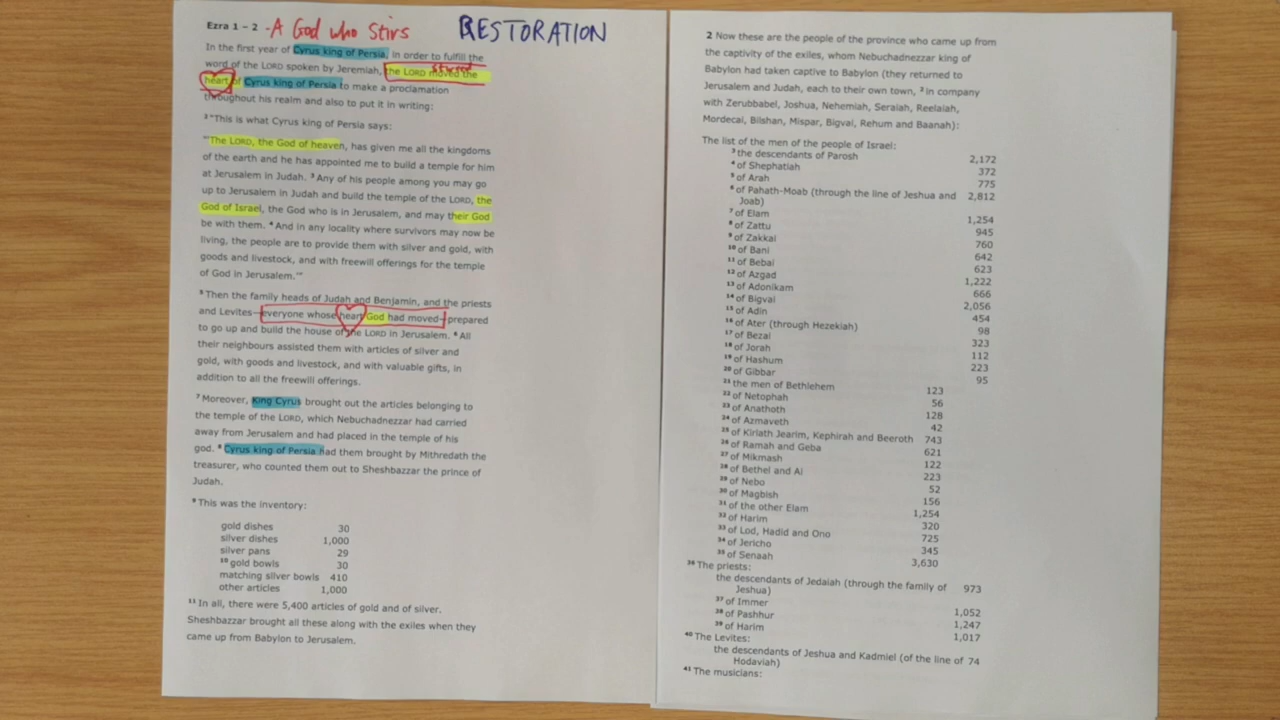 Ezra 1 – 2 - A God who Stirs RESTORATION
In the first year of Cyrus king of Persia, in order to fulfill the
word of the LORD spoken by Jeremiah, the LORD moved the
stirred
heart of Cyrus king of Persia to make a proclamation
throughout his realm and also to put it in writing:
2 "This is what Cyrus king of Persia says:
"'The LORD, the God of heaven, has given me all the kingdoms
of the earth and he has appointed me to build a temple for him
at Jerusalem in Judah. 3 Any of his people among you may go
up to Jerusalem in Judah and build the temple of the LORD, the
God of Israel, the God who is in Jerusalem, and may their God
be with them. 4 And in any locality where survivors may now be
living, the people are to provide them with silver and gold, with
goods and livestock, and with freewill offerings for the temple
of God in Jerusalem.'"
5 Then the family heads of Judah and Benjamin, and the priests
and Levites—everyone whose heart God had moved—prepared
to go up and build the house of the LORD in Jerusalem. 6 All
their neighbours assisted them with articles of silver and
gold, with goods and livestock, and with valuable gifts, in
addition to all the freewill offerings.
7 Moreover, King Cyrus brought out the articles belonging to
the temple of the LORD, which Nebuchadnezzar had carried
away from Jerusalem and had placed in the temple of his
god. 8 Cyrus king of Persia had them brought by Mithredath the
treasurer, who counted them out to Sheshbazzar the prince of
Judah.
9 This was the inventory:
gold dishes 30
silver dishes 1,000
silver pans 29
10 gold bowls 30
matching silver bowls 410
other articles 1,000
11 In all, there were 5,400 articles of gold and of silver.
Sheshbazzar brought all these along with the exiles when they
came up from Babylon to Jerusalem.
2 Now these are the people of the province who came up from
the captivity of the exiles, whom Nebuchadnezzar king of
Babylon had taken captive to Babylon (they returned to
Jerusalem and Judah, each to their own town, 2 in company
with Zerubbabel, Joshua, Nehemiah, Seraiah, Reelaiah,
Mordecai, Bilshan, Mispar, Bigvai, Rehum and Baanah):
The list of the men of the people of Israel:
3 the descendants of Parosh 2,172
4 of Shephatiah 372
5 of Arah 775
6 of Pahath-Moab (through the line of Jeshua and 2,812
Joab)
7 of Elam 1,254
8 of Zattu 945
9 of Zakkai 760
10 of Bani 642
11 of Bebai 623
12 of Azgad 1,222
13 of Adonikam 666
14 of Bigvai 2,056
15 of Adin 454
16 of Ater (through Hezekiah) 98
17 of Bezai 323
18 of Jorah 112
19 of Hashum 223
20 of Gibbar 95
21 the men of Bethlehem 123
22 of Netophah 56
23 of Anathoth 128
24 of Azmaveth 42
25 of Kiriath Jearim, Kephirah and Beeroth 743
26 of Ramah and Geba 621
27 of Mikmash 122
28 of Bethel and Ai 223
29 of Nebo 52
30 of Magbish 156
31 of the other Elam 1,254
32 of Harim 320
33 of Lod, Hadid and Ono 725
34 of Jericho 345
35 of Senaah 3,630
36 The priests:
the descendants of Jedaiah (through the family of 973
Jeshua)
37 of Immer 1,052
38 of Pashhur 1,247
39 of Harim 1,017
40 The Levites:
the descendants of Jeshua and Kadmiel (of the line of 74
Hodaviah)
41 The musicians: